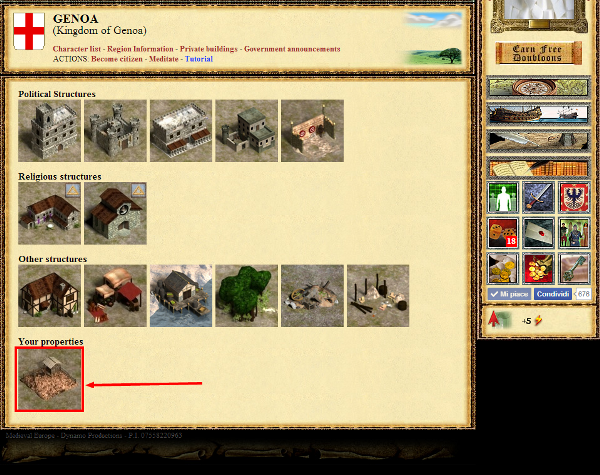 GENOA
(Kingdom of Genoa)
Character list - Region Information - Private buildings - Government announcements
ACTIONS: Become citizen - Meditate - Tutorial
Political Structures
Religious structures
Other structures
Your properties
Medieval Europe - Dynamo Productions - P.I.
Earn Free
Doubloons
18
Mi piace
Condividi
678
+5